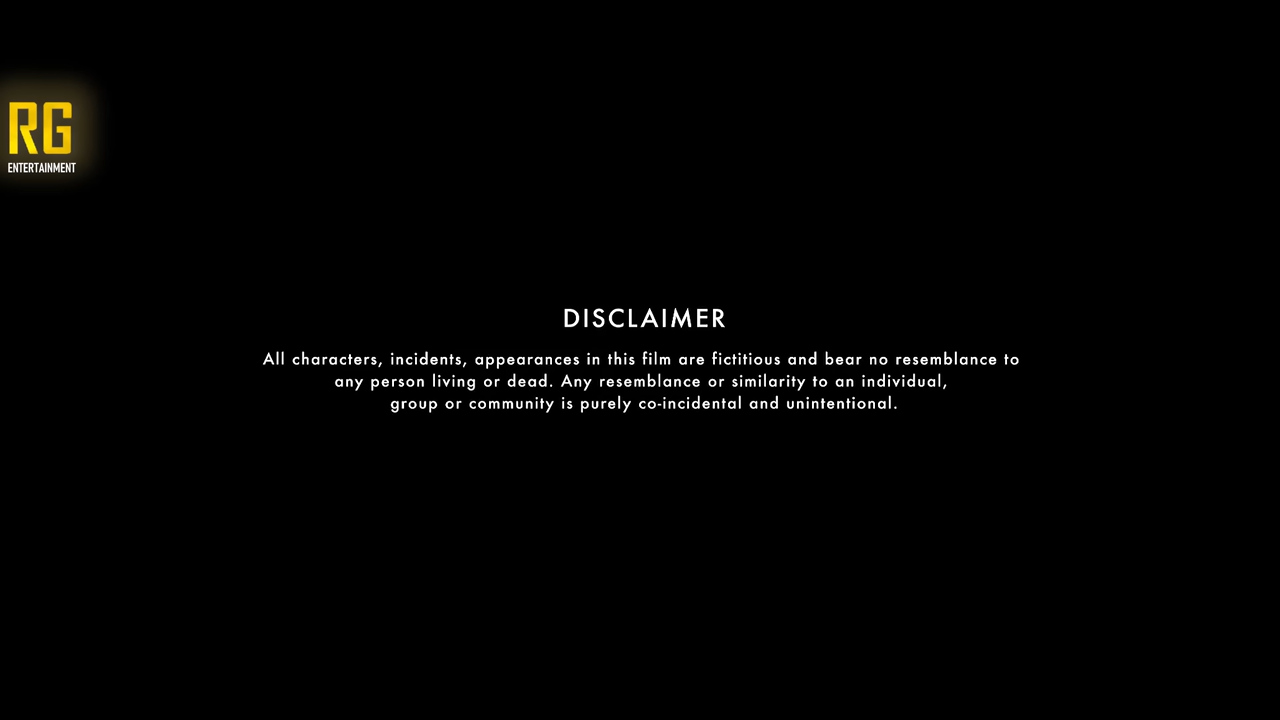 RG
ENTERTAINMENT
DISCLAIMER
All characters, incidents, appearances in this film are fictitious and bear no resemblance to
any person living or dead. Any resemblance or similarity to an individual,
group or community is purely co-incidental and unintentional.